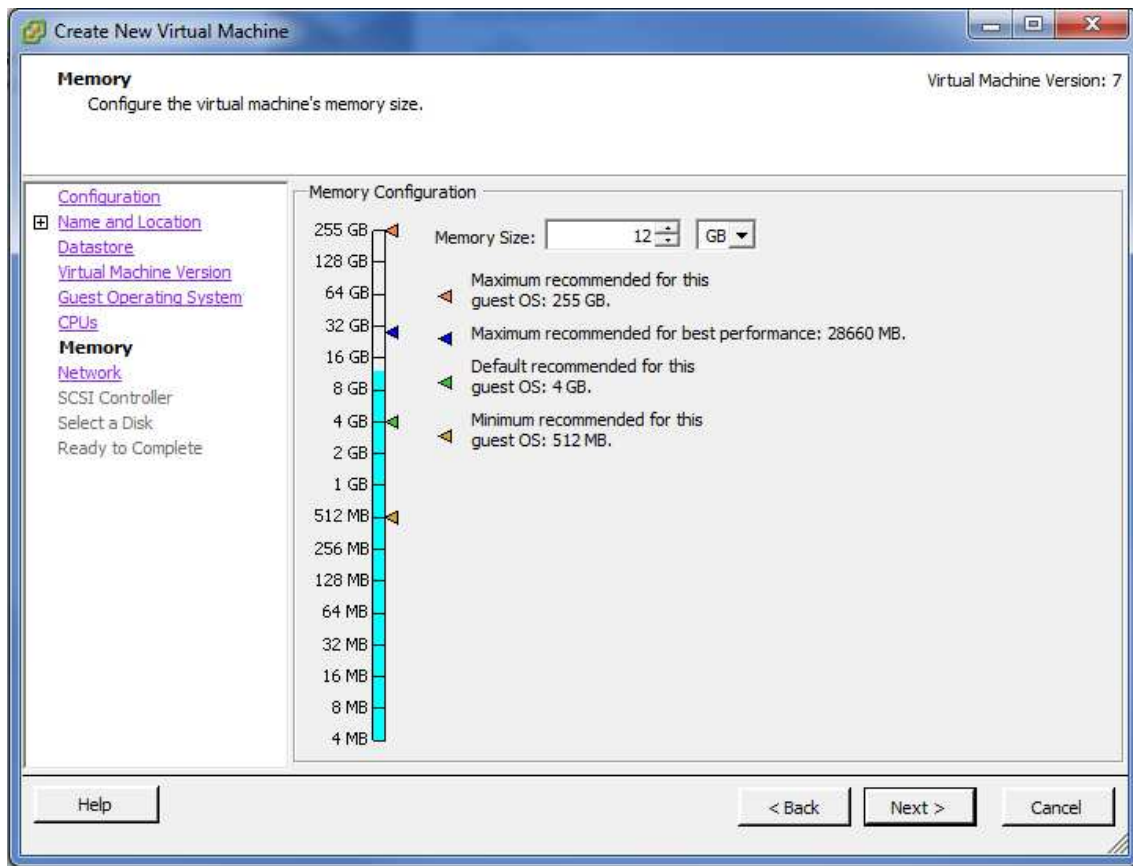 Create New Virtual Machine
Memory
Virtual Machine Version: 7
Configure the virtual machine's memory size.
Configuration
Name and Location
Datastore
Virtual Machine Version
Guest Operating System
CPUs
Memory
Network
SCSI Controller
Select a Disk
Ready to Complete
Memory Configuration
255 GB
128 GB
64 GB
32 GB
16 GB
8 GB
4 GB
2 GB
1 GB
512 MB
256 MB
128 MB
64 MB
32 MB
16 MB
8 MB
4 MB
Memory Size: 12 GB
Maximum recommended for this
guest OS: 255 GB.
Maximum recommended for best performance: 28660 MB.
Default recommended for this
guest OS: 4 GB.
Minimum recommended for this
guest OS: 512 MB.
Help
< Back
Next >
Cancel